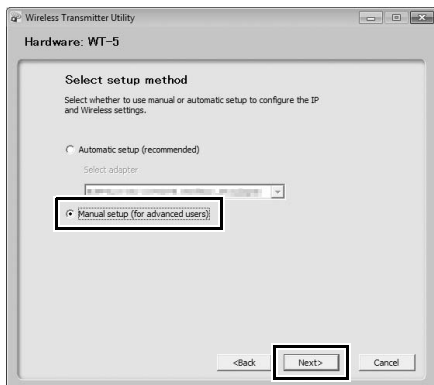 Wireless Transmitter Utility
Hardware: WT-5
Select setup method
Select whether to use manual or automatic setup to configure the IP
and Wireless settings.
Automatic setup (recommended)
Select adapter
Manual setup (for advanced users)
<Back
Next>
Cancel